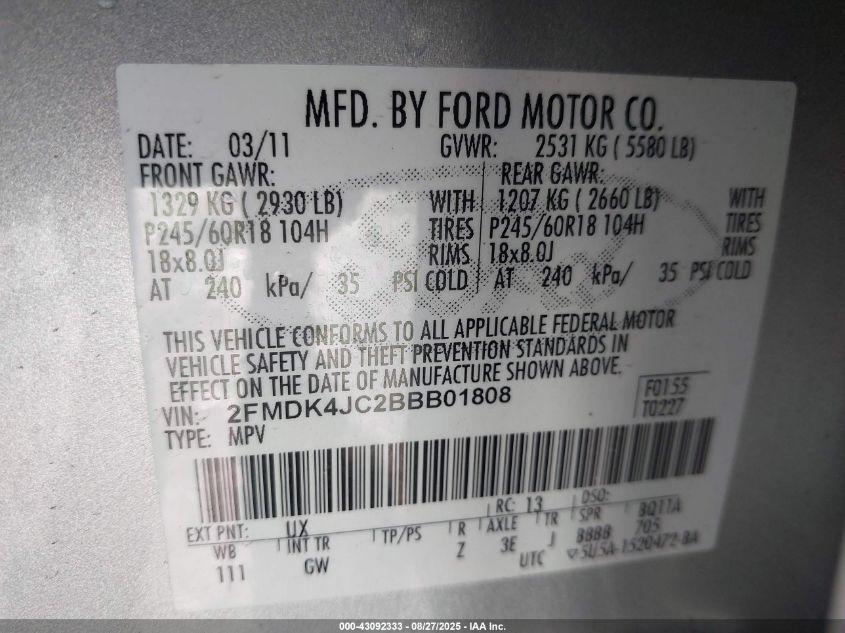 MFD. BY FORD MOTOR CO.
DATE: 03/11 GVWR: 2531 KG ( 5580 LB)
FRONT GAWR: REAR GAWR:
1329 KG ( 2930 LB) WITH 1207 KG ( 2660 LB) WITH
P245/60R18 104H TIRES P245/60R18 104H TIRES
18x8.0J RIMS 18x8.0J RIMS
AT 240 kPa/ 35 PSI COLD AT 240 kPa/ 35 PSI COLD
THIS VEHICLE CONFORMS TO ALL APPLICABLE FEDERAL MOTOR
VEHICLE SAFETY AND THEFT PREVENTION STANDARDS IN
EFFECT ON THE DATE OF MANUFACTURE SHOWN ABOVE.
VIN: 2FMDK4JC2BBB01808 F0155
TYPE: MPV T0227
EXT PNT: UX RC: 13 DSO:
WB INT TR TP/PS R AXLE TR SPR BQ11A
111 GW Z 3E J BBBB 705
UTC ▽5U5A-1520472-BA
000-43092333 - 08/27/2025 - IAA Inc.